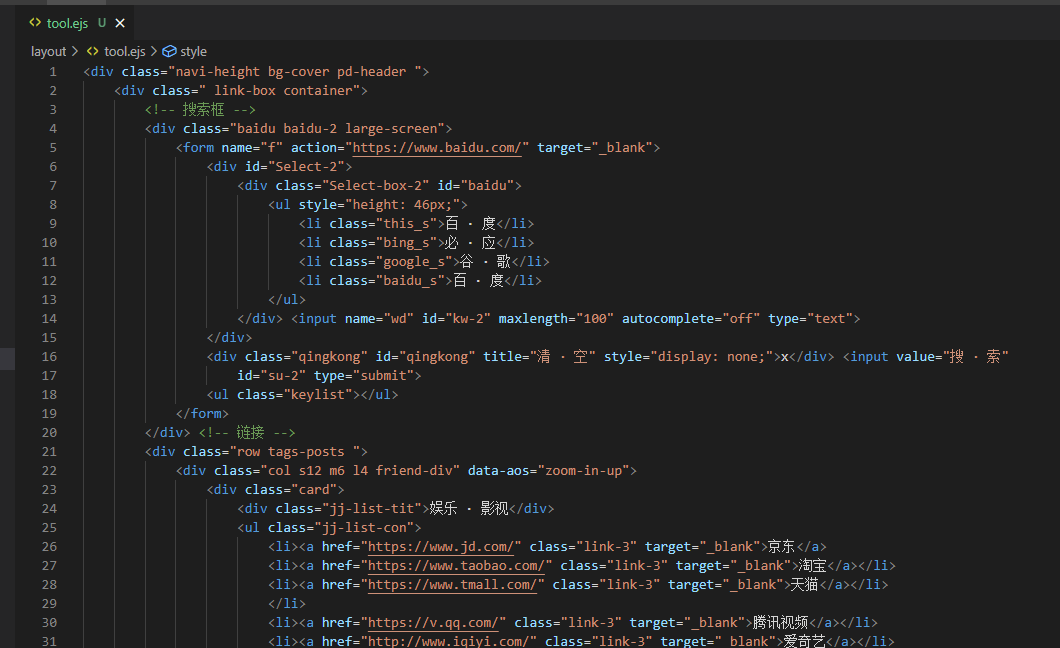 tool.ejs U
layout > tool.ejs > style
1 <div class="navi-height bg-cover pd-header ">
2 <div class=" link-box container">
3 <!-- 搜索框 -->
4 <div class="baidu baidu-2 large-screen">
5 <form name="f" action="https://www.baidu.com/" target="_blank">
6 <div id="Select-2">
7 <div class="Select-box-2" id="baidu">
8 <ul style="height: 46px;">
9 <li class="this_s">百 · 度</li>
10 <li class="bing_s">必 · 应</li>
11 <li class="google_s">谷 · 歌</li>
12 <li class="baidu_s">百 · 度</li>
13 </ul>
14 </div> <input name="wd" id="kw-2" maxlength="100" autocomplete="off" type="text">
15 </div>
16 <div class="qingkong" id="qingkong" title="清 · 空" style="display: none;">x</div> <input value="搜 · 索"
17 id="su-2" type="submit">
18 <ul class="keylist"></ul>
19 </form>
20 </div> <!-- 链接 -->
21 <div class="row tags-posts ">
22 <div class="col s12 m6 l4 friend-div" data-aos="zoom-in-up">
23 <div class="card">
24 <div class="jj-list-tit">娱乐 · 影视</div>
25 <ul class="jj-list-con">
26 <li><a href="https://www.jd.com/" class="link-3" target="_blank">京东</a>
27 <li><a href="https://www.taobao.com/" class="link-3" target="_blank">淘宝</a></li>
28 <li><a href="https://www.tmall.com/" class="link-3" target="_blank">天猫</a></li>
29 </li>
30 <li><a href="https://v.qq.com/" class="link-3" target="_blank">腾讯视频</a></li>
31 <li><a href="http://www.iqiyi.com/" class="link-3" target="_blank">爱奇艺</a></li>